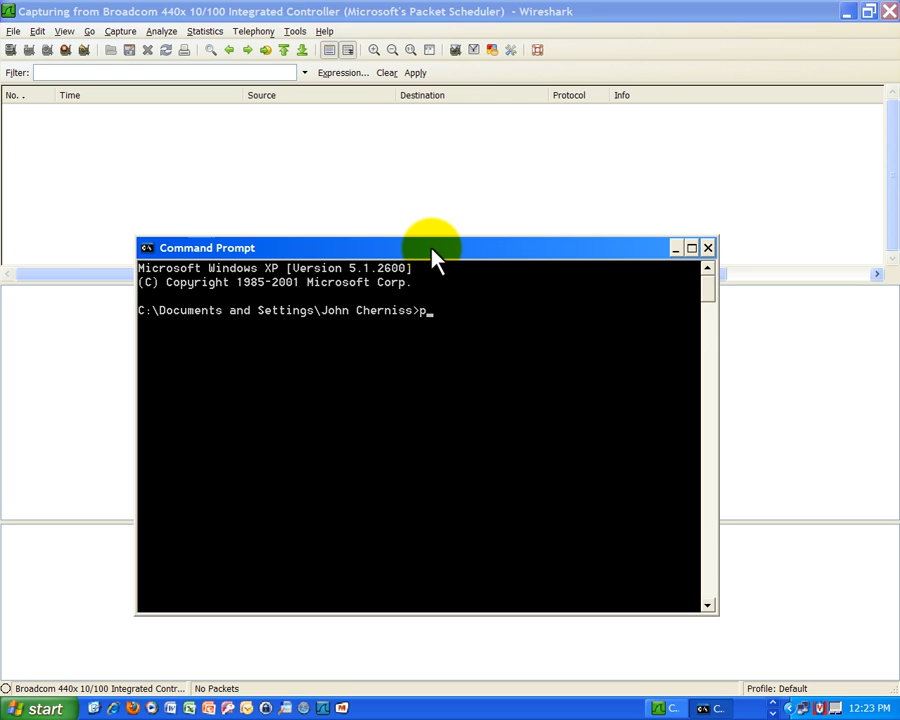 Capturing from Broadcom 440x 10/100 Integrated Controller (Microsoft's Packet Scheduler) - Wireshark
File Edit View Go Capture Analyze Statistics Telephony Tools Help
Filter: Expression... Clear Apply
No. . Time Source Destination Protocol Info
Command Prompt
Microsoft Windows XP [Version 5.1.2600]
(C) Copyright 1985-2001 Microsoft Corp.
C:\Documents and Settings\John Cherniss>p_
Broadcom 440x 10/100 Integrated Contr... No Packets Profile: Default
start C.. C.. 12:23 PM